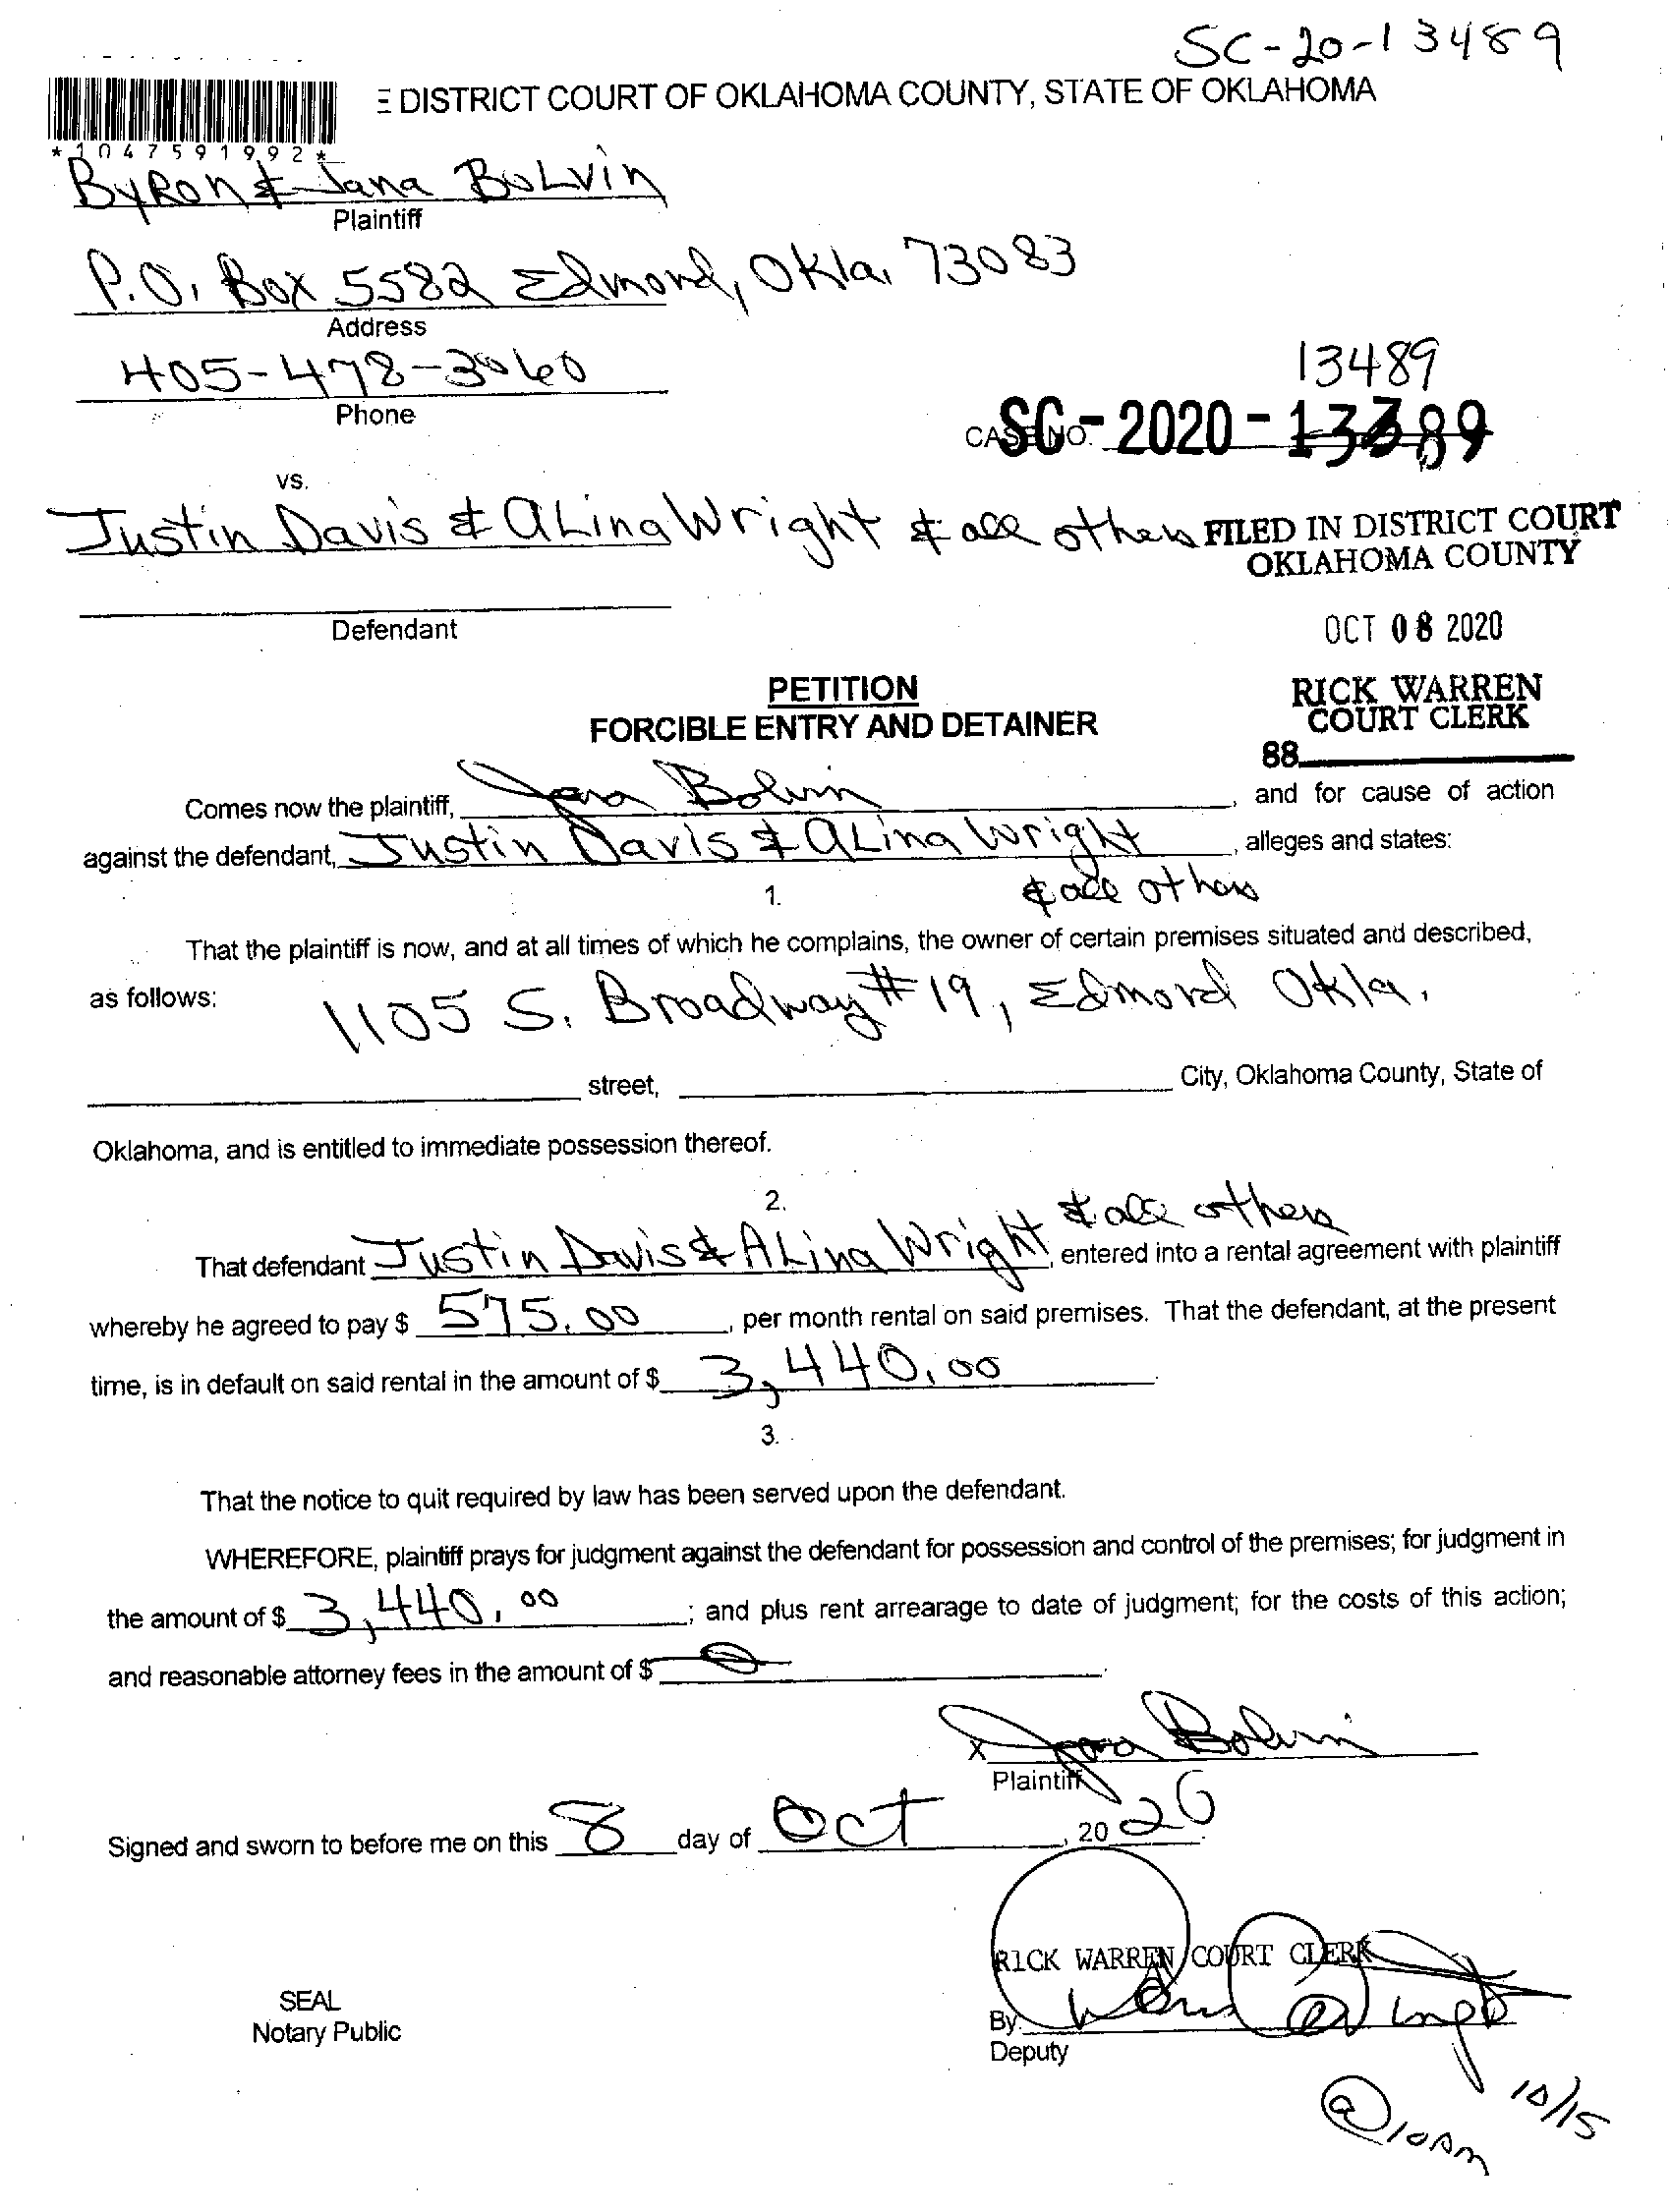 SC-20-13489
E DISTRICT COURT OF OKLAHOMA COUNTY, STATE OF OKLAHOMA
*1047591992*
Byron & Jana Bolvin
Plaintiff
P.O. Box 5582 Edmond, Okla. 73083
Address
405-478-3060
Phone
13489
CASE NO. SC-2020-13389
vs.
Justin Davis & ALina Wright & all others
FILED IN DISTRICT COURT
OKLAHOMA COUNTY
Defendant
OCT 08 2020
PETITION
FORCIBLE ENTRY AND DETAINER
RICK WARREN
COURT CLERK
88
Comes now the plaintiff, Jana Bolvin, and for cause of action
against the defendant, Justin Davis & ALina Wright, alleges and states:
& all others
1.
That the plaintiff is now, and at all times of which he complains, the owner of certain premises situated and described,
as follows: 1105 S. Broadway #19, Edmond Okla.
street, City, Oklahoma County, State of
Oklahoma, and is entitled to immediate possession thereof.
2.
& all others
That defendant Justin Davis & ALina Wright, entered into a rental agreement with plaintiff
whereby he agreed to pay $ 575.00, per month rental on said premises. That the defendant, at the present
time, is in default on said rental in the amount of $ 3,440.00.
3.
That the notice to quit required by law has been served upon the defendant.
WHEREFORE, plaintiff prays for judgment against the defendant for possession and control of the premises; for judgment in
the amount of $ 3,440.00; and plus rent arrearage to date of judgment; for the costs of this action;
and reasonable attorney fees in the amount of $ 0.
X Jana Bolvin
Plaintiff
Signed and sworn to before me on this 8 day of Oct, 2020.
RICK WARREN COURT CLERK
SEAL
Notary Public
By:
Deputy
10/15
@10Am